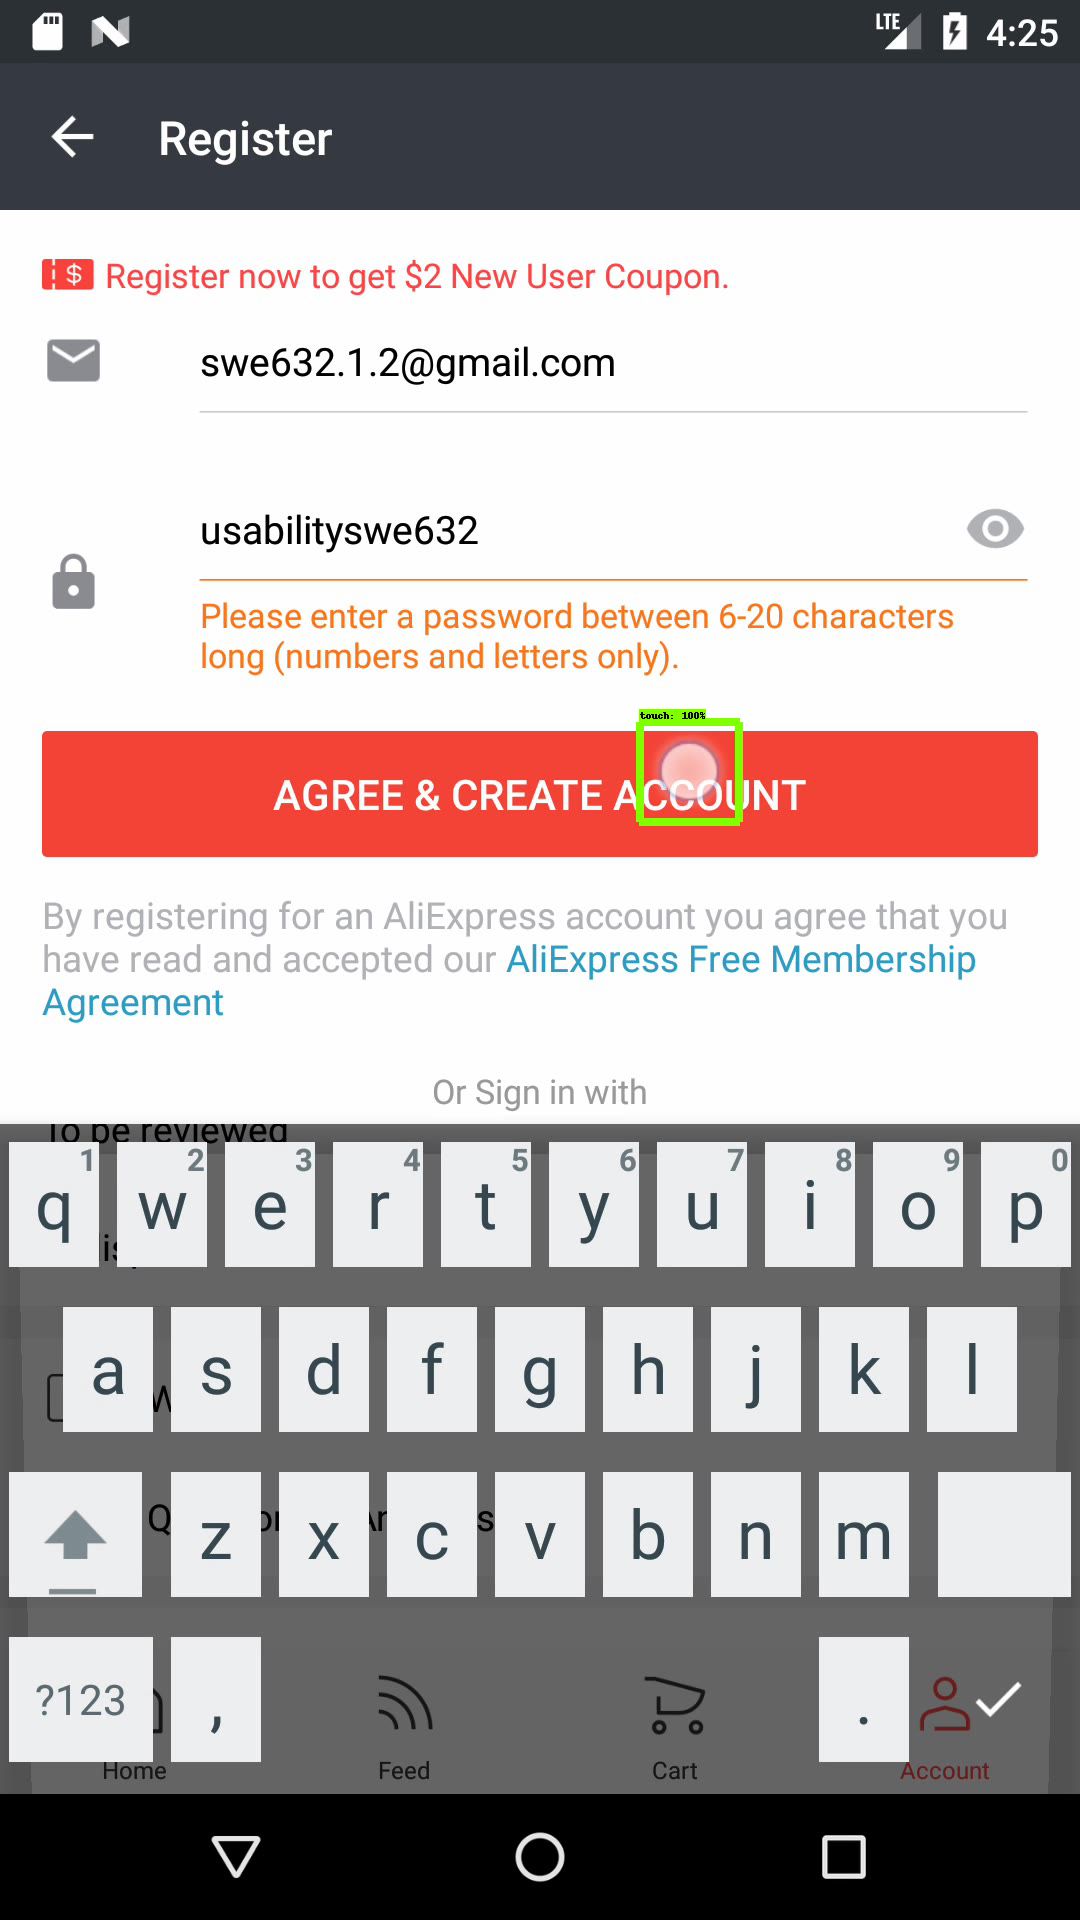 LTE 4:25
Register
$ Register now to get $2 New User Coupon.
swe632.1.2@gmail.com
usabilityswe632
Please enter a password between 6-20 characters
long (numbers and letters only).
touch: 100%
AGREE & CREATE ACCOUNT
By registering for an AliExpress account you agree that you
have read and accepted our AliExpress Free Membership
Agreement
Or Sign in with
To be reviewed
1 2 3 4 5 6 7 8 9 0
q w e r t y u i o p
a s d f g h j k l
z x c v b n m
?123 , .
Home Feed Cart Account